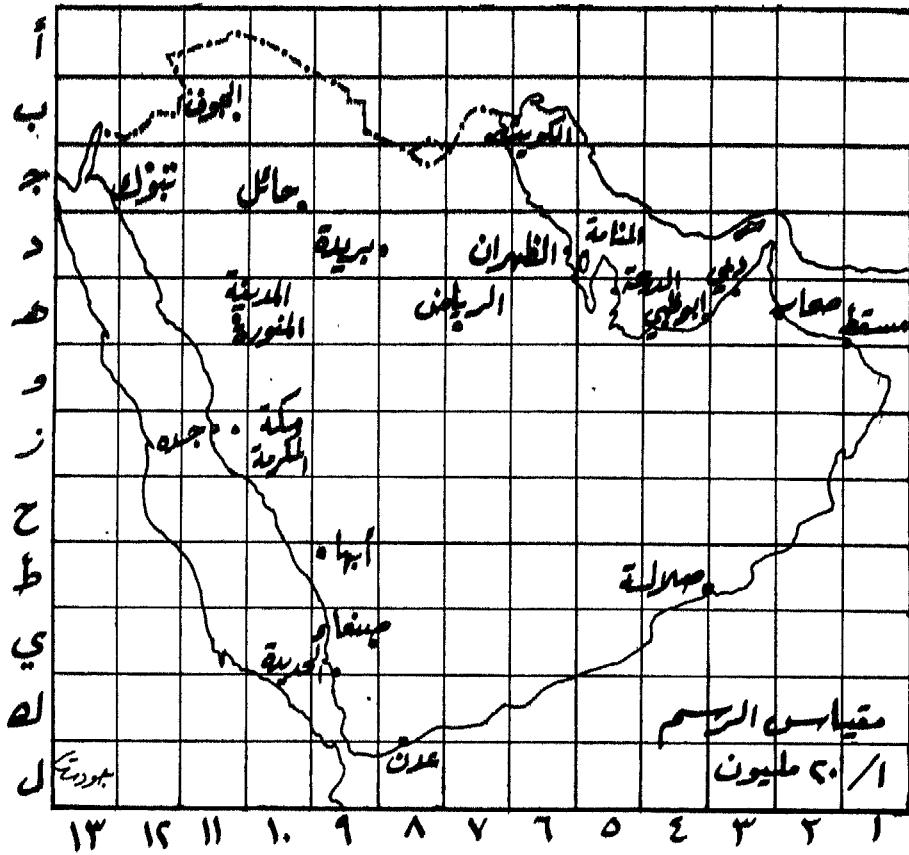 أ
ب
ج
د
هـ
و
ز
ح
ط
ي
ك
ل
الجوف
تبوك
حائل
الكويت
بريدة
الظهران
المنامة
المدينة
المنورة
الرياض
الدوحة
ابوظبي
دبي
صحار
مسقط
جده
مكة
المكرمة
أبها
صلالة
صنعاء
الحديدة
عدن
مقياس الرسم
١/٢٠ مليون
١٣ ١٢ ١١ ١٠ ٩ ٨ ٧ ٦ ٥ ٤ ٣ ٢ ١